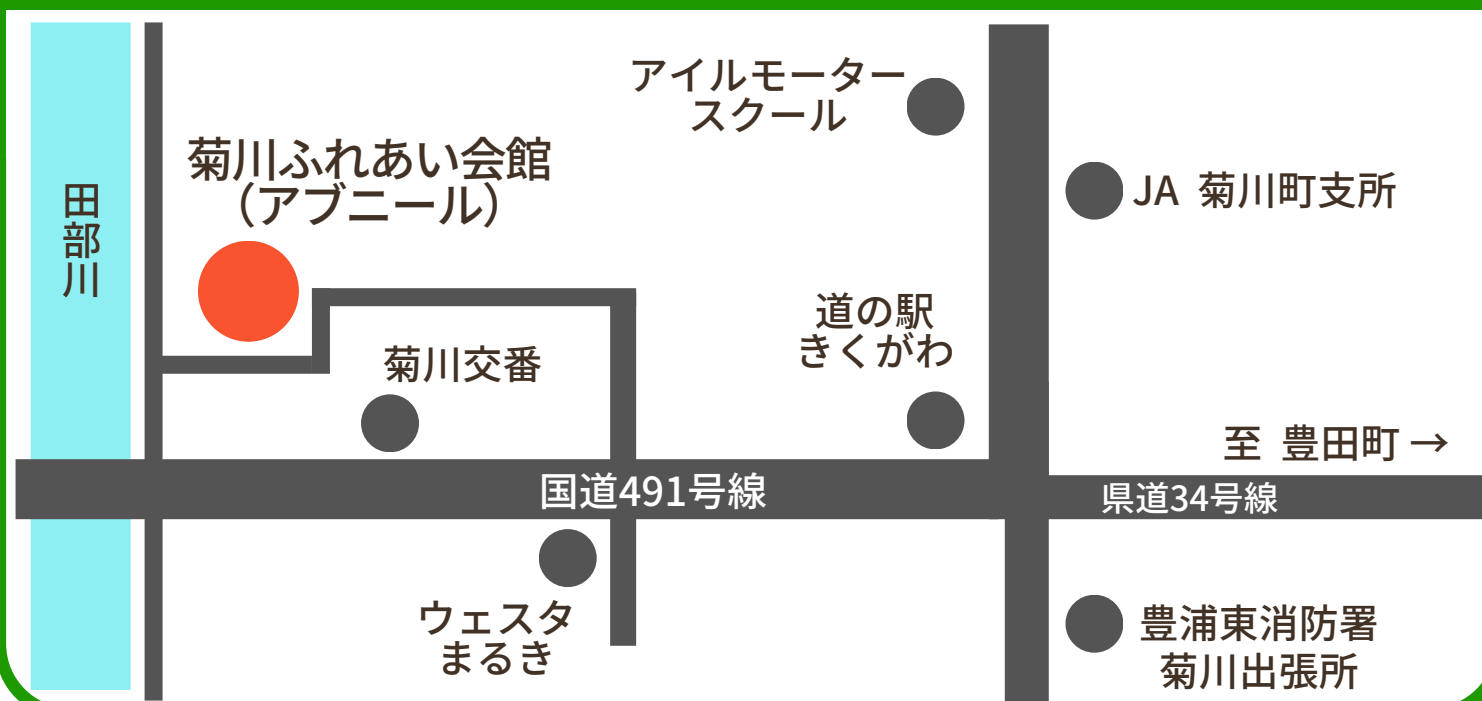 アイルモーター
スクール
菊川ふれあい会館
（アブニール）
JA 菊川町支所
田部川
道の駅
きくがわ
菊川交番
至 豊田町 →
国道491号線
県道34号線
ウェスタ
まるき
豊浦東消防署
菊川出張所